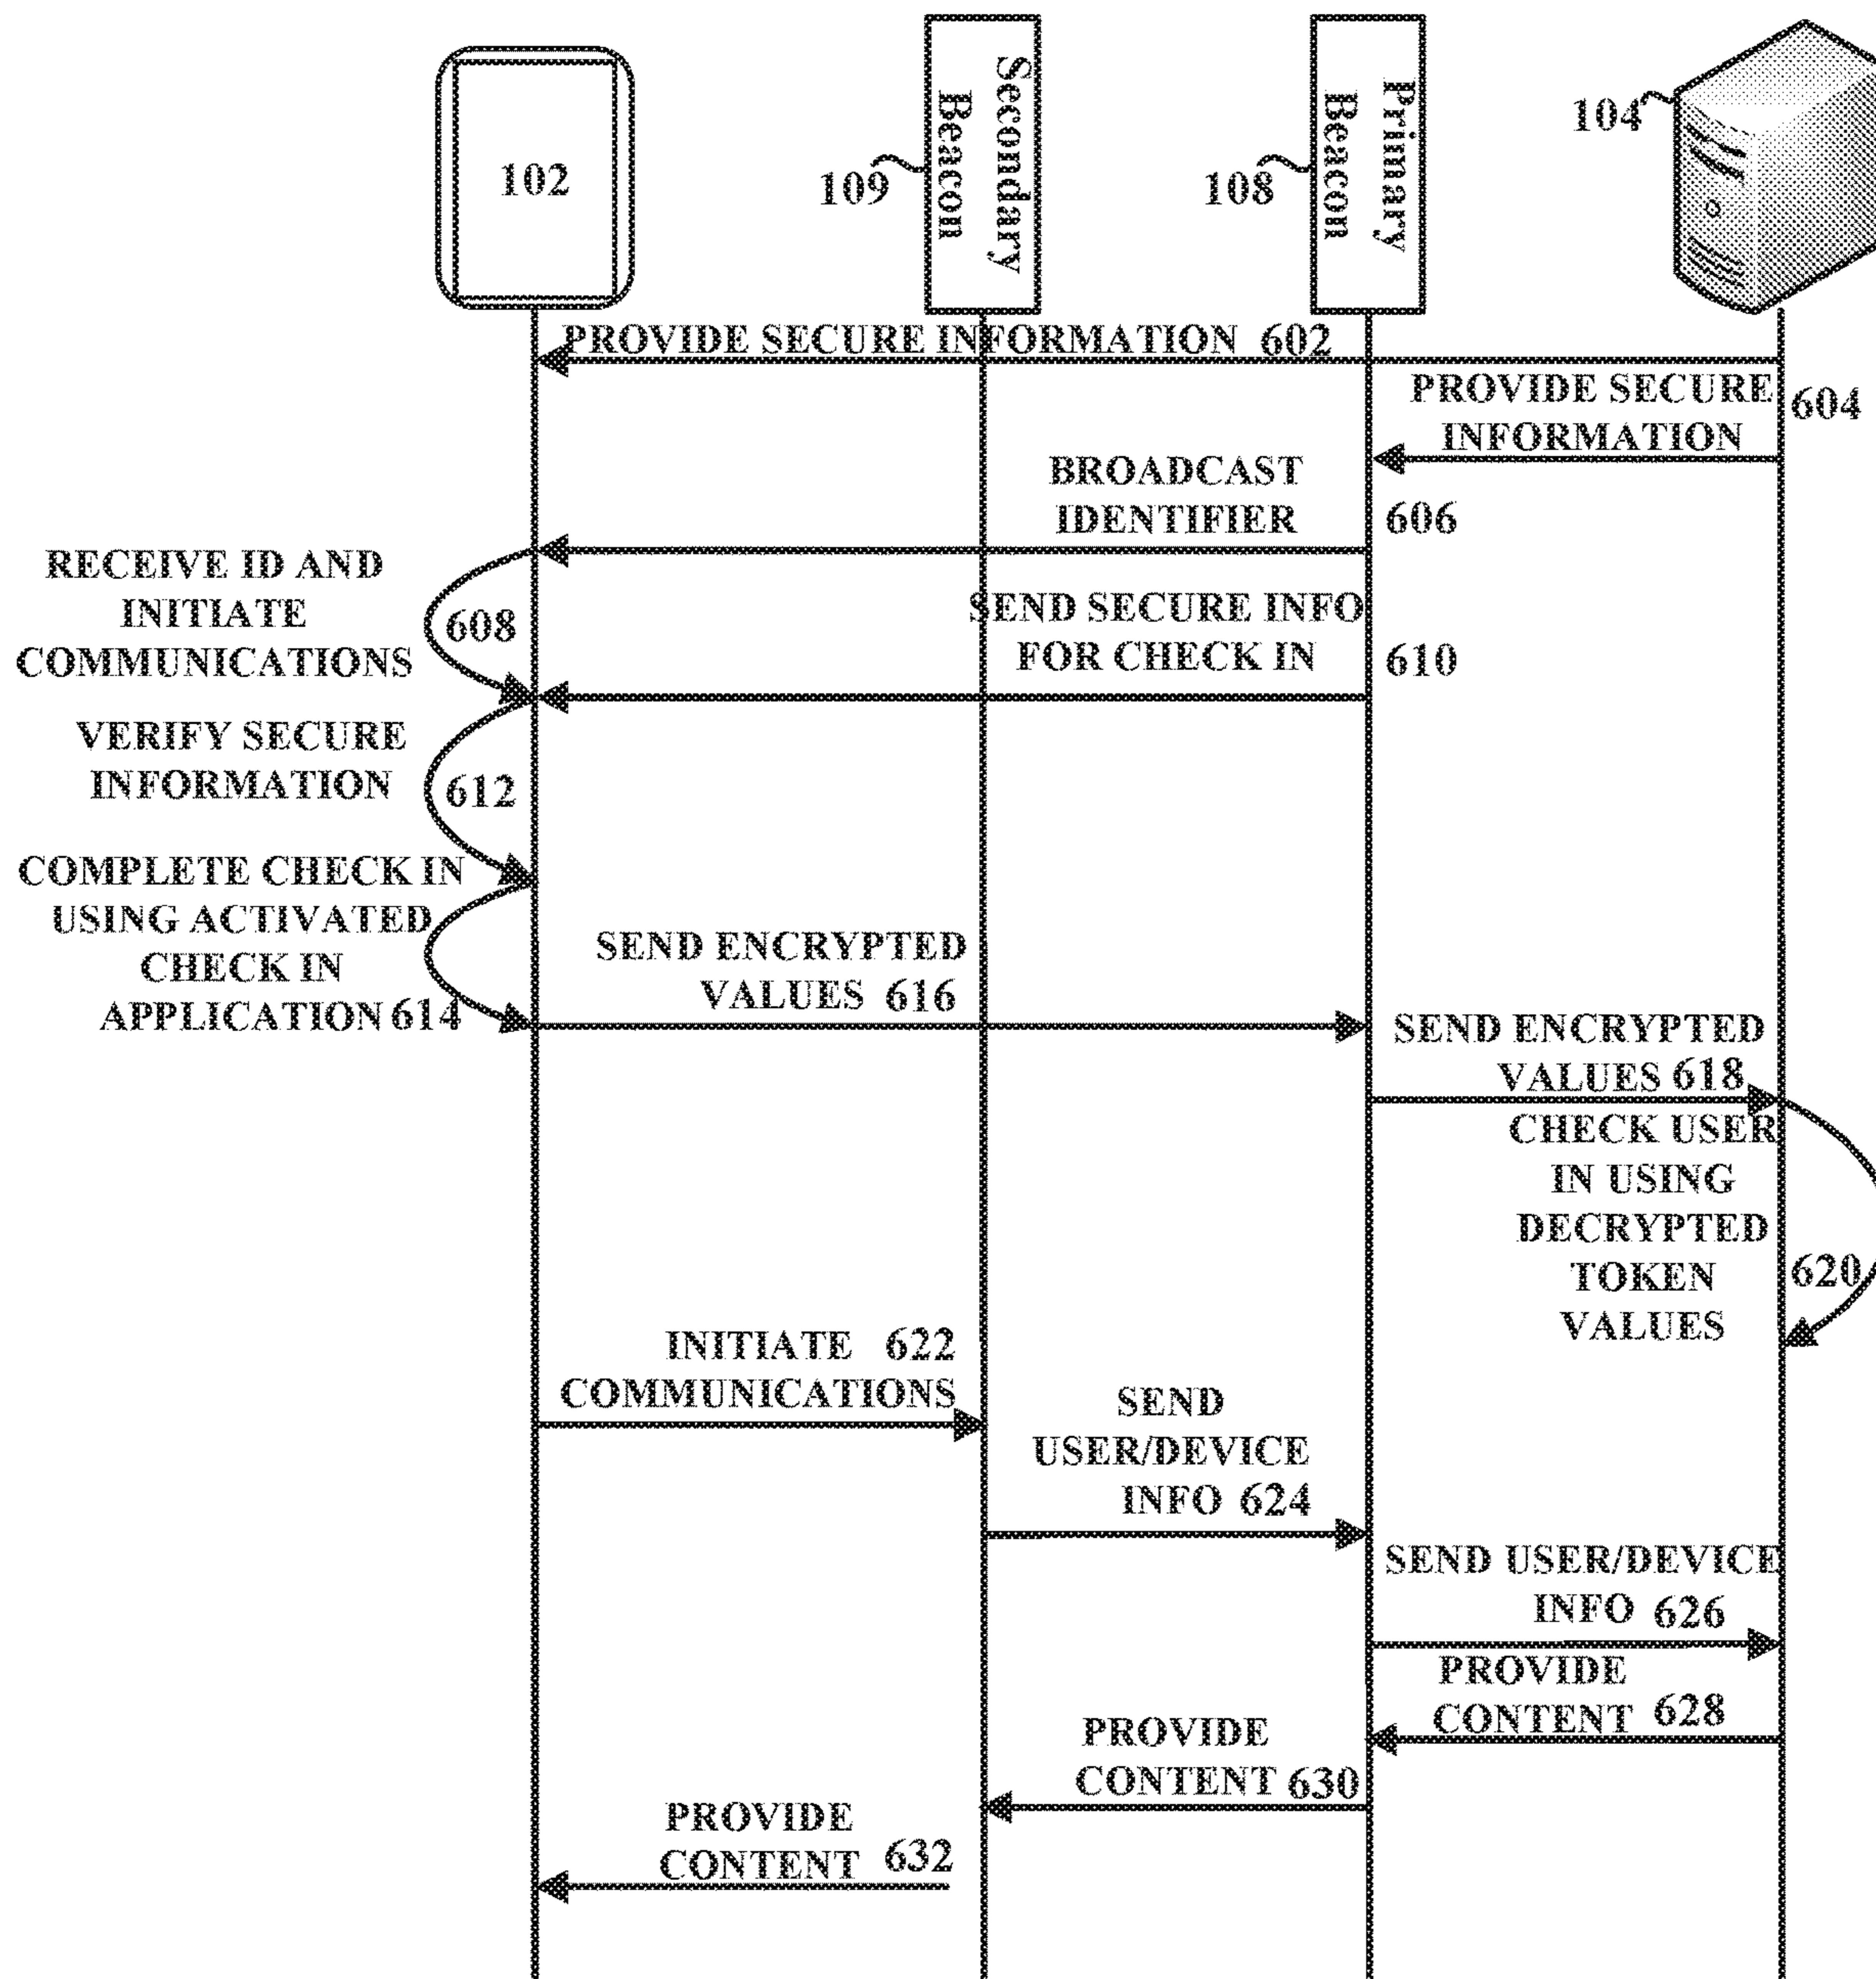 102
109
Secondary
Beacon
108
Primary
Beacon
104
PROVIDE SECURE INFORMATION 602
PROVIDE SECURE
INFORMATION
604
BROADCAST
IDENTIFIER
606
RECEIVE ID AND
INITIATE
COMMUNICATIONS
608
SEND SECURE INFO
FOR CHECK IN
610
VERIFY SECURE
INFORMATION
612
COMPLETE CHECK IN
USING ACTIVATED
CHECK IN
APPLICATION 614
SEND ENCRYPTED
VALUES 616
SEND ENCRYPTED
VALUES 618
CHECK USER
IN USING
DECRYPTED
TOKEN
VALUES
620
INITIATE 622
COMMUNICATIONS
SEND
USER/DEVICE
INFO 624
SEND USER/DEVICE
INFO 626
PROVIDE
CONTENT 628
PROVIDE
CONTENT 630
PROVIDE
CONTENT 632